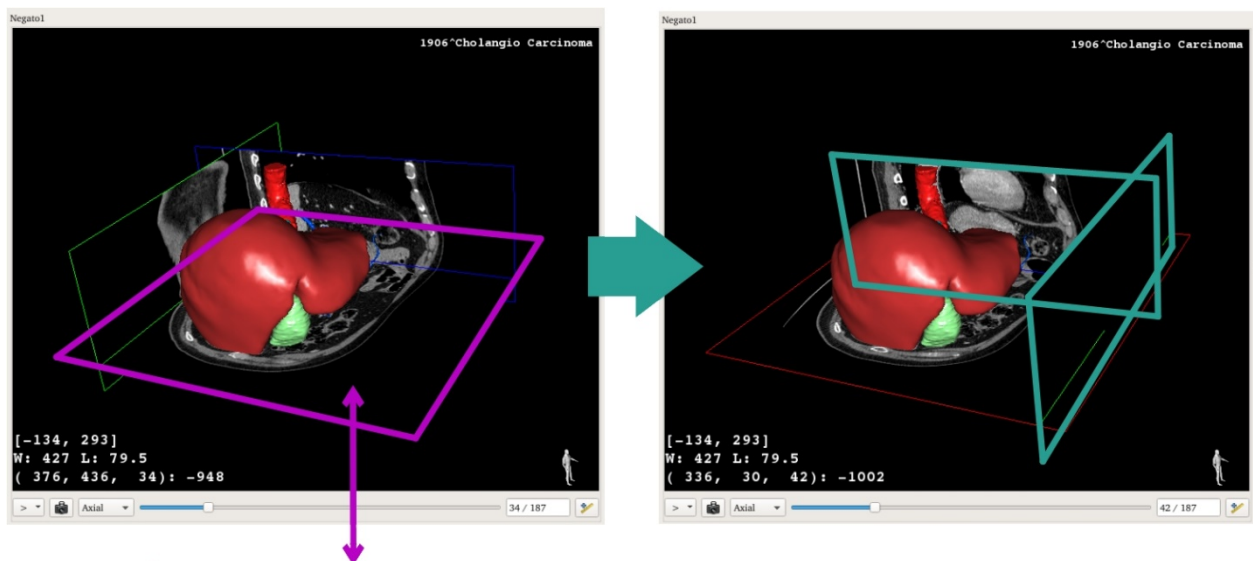 Negato1
1906^Cholangio Carcinoma
[-134, 293]
W: 427 L: 79.5
( 376, 436, 34): -948
> Axial 34 / 187
Negato1
1906^Cholangio Carcinoma
[-134, 293]
W: 427 L: 79.5
( 336, 30, 42): -1002
> Axial 42 / 187